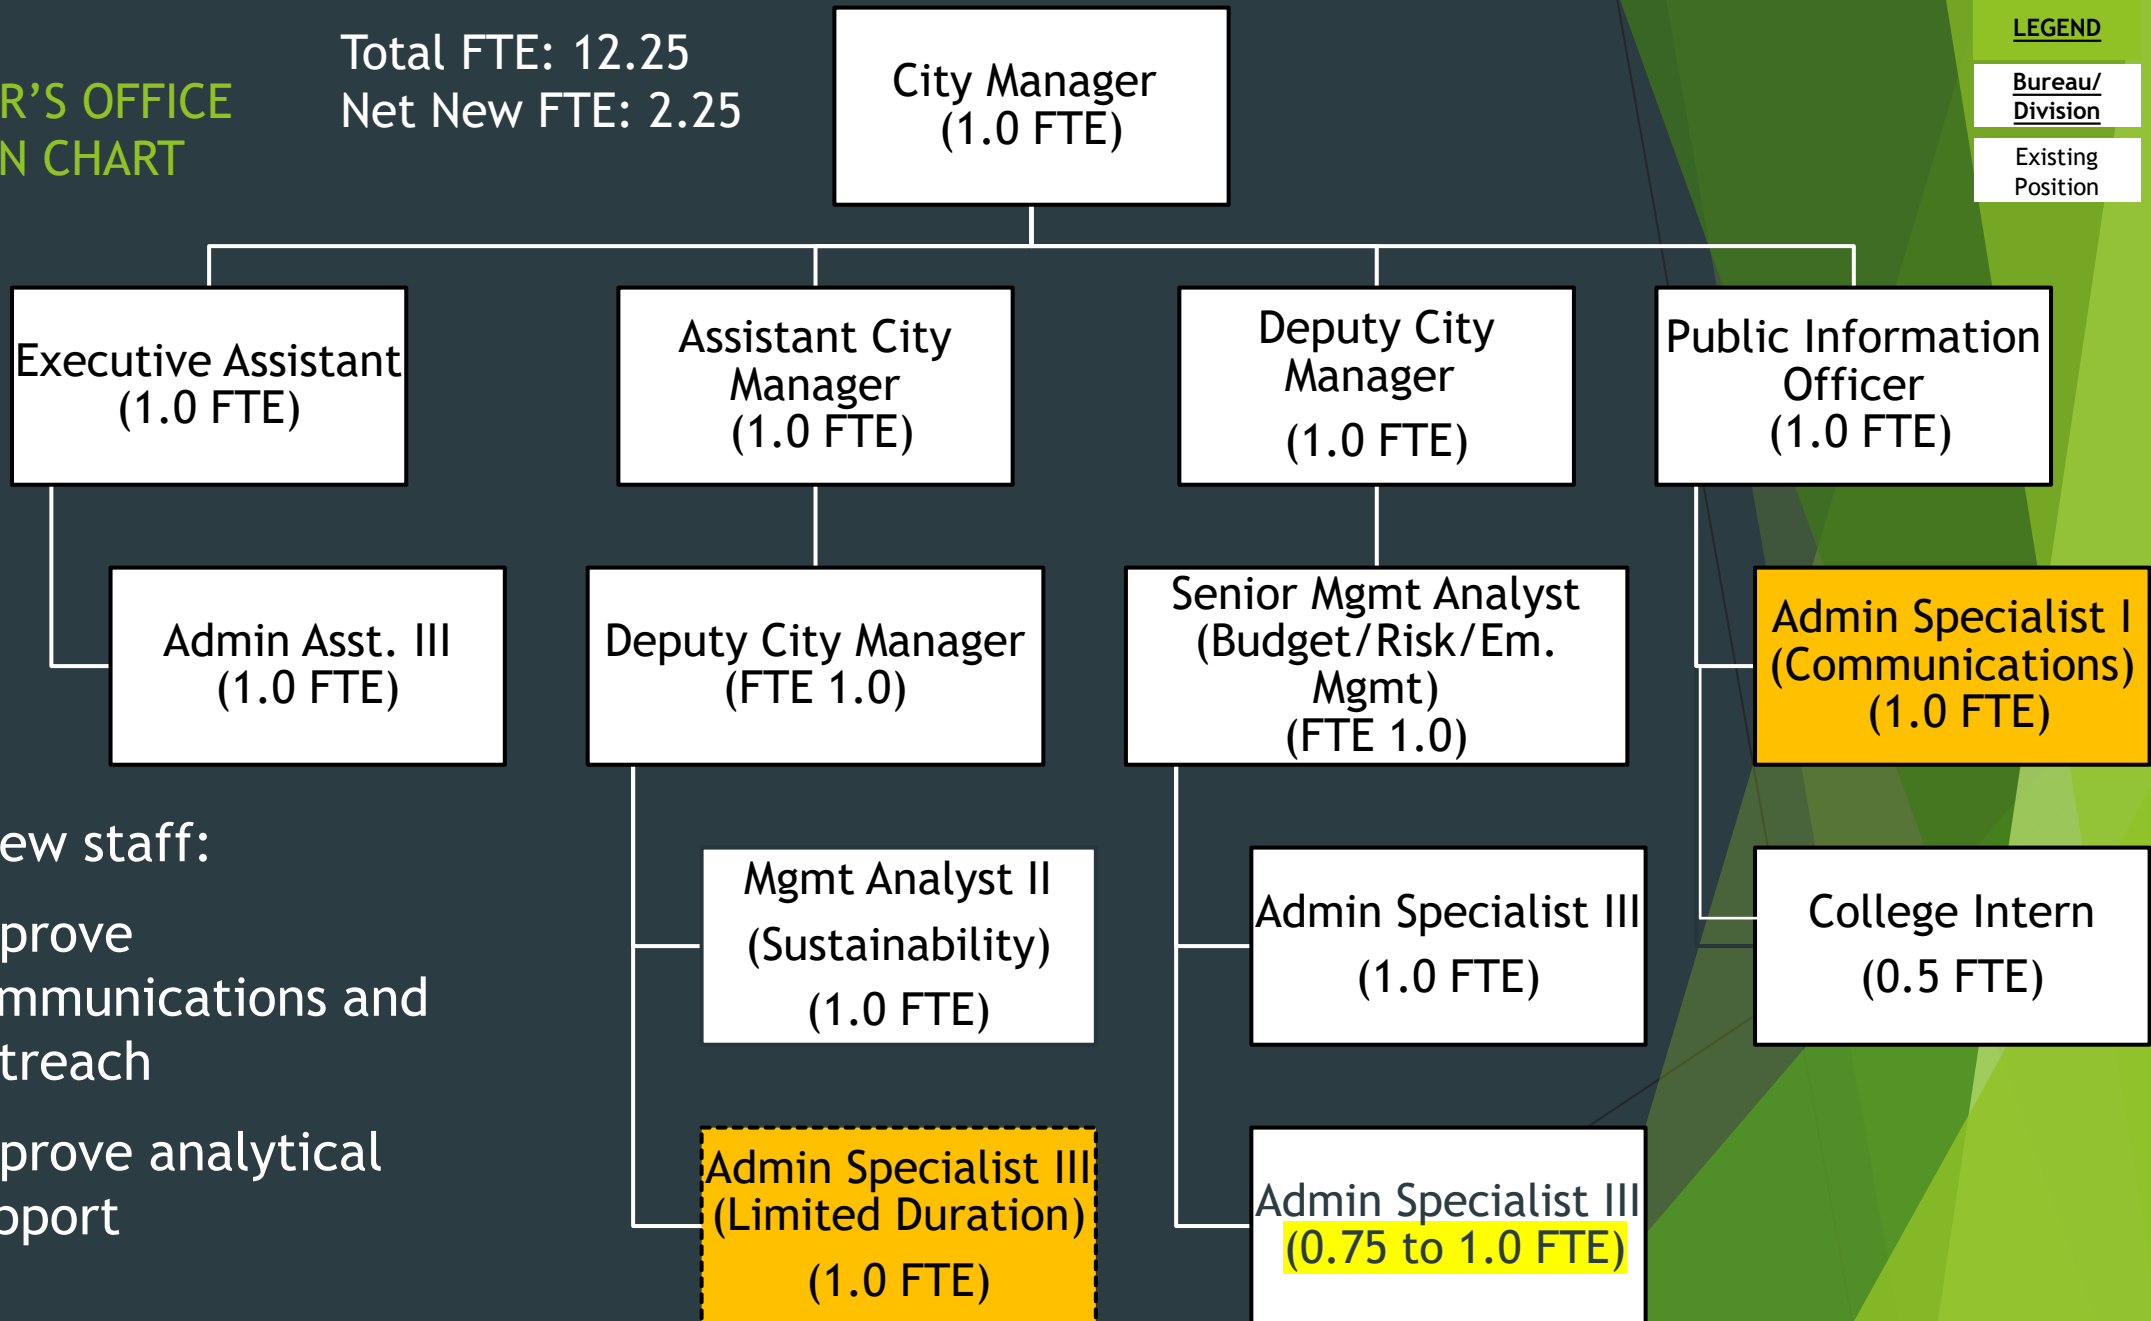 R'S OFFICE
N CHART
Total FTE: 12.25
Net New FTE: 2.25
City Manager
(1.0 FTE)
LEGEND
Bureau/
Division
Existing
Position
Executive Assistant
(1.0 FTE)
Assistant City
Manager
(1.0 FTE)
Deputy City
Manager
(1.0 FTE)
Public Information
Officer
(1.0 FTE)
Admin Asst. III
(1.0 FTE)
Deputy City Manager
(FTE 1.0)
Senior Mgmt Analyst
(Budget/Risk/Em.
Mgmt)
(FTE 1.0)
Admin Specialist I
(Communications)
(1.0 FTE)
ew staff:
prove
mmunications and
treach
prove analytical
pport
Mgmt Analyst II
(Sustainability)
(1.0 FTE)
Admin Specialist III
(1.0 FTE)
College Intern
(0.5 FTE)
Admin Specialist III
(Limited Duration)
(1.0 FTE)
Admin Specialist III
(0.75 to 1.0 FTE)